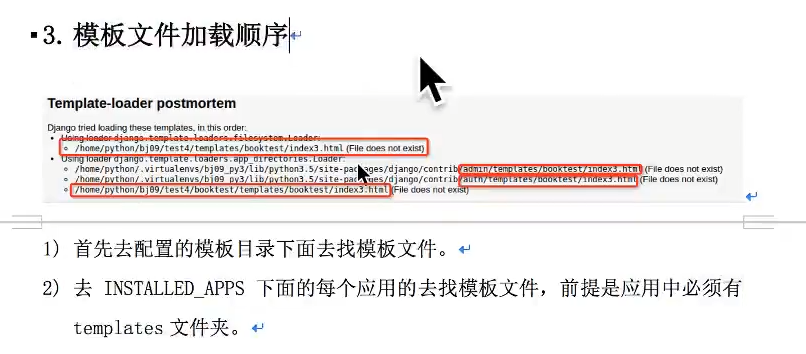 3. 模板文件加载顺序
Template-loader postmortem
Django tried loading these templates, in this order:
Using loader django.template.loaders.filesystem.Loader:
/home/python/bj09/test4/templates/booktest/index3.html (File does not exist)
Using loader django.template.loaders.app_directories.Loader:
/home/python/.virtualenvs/bj09_py3/lib/python3.5/site-packages/django/contrib/admin/templates/booktest/index3.html (File does not exist)
/home/python/.virtualenvs/bj09_py3/lib/python3.5/site-packages/django/contrib/auth/templates/booktest/index3.html (File does not exist)
/home/python/bj09/test4/booktest/templates/booktest/index3.html (File does not exist)
1) 首先去配置的模板目录下面去找模板文件。
2) 去 INSTALLED_APPS 下面的每个应用的去找模板文件，前提是应用中必须有
templates 文件夹。